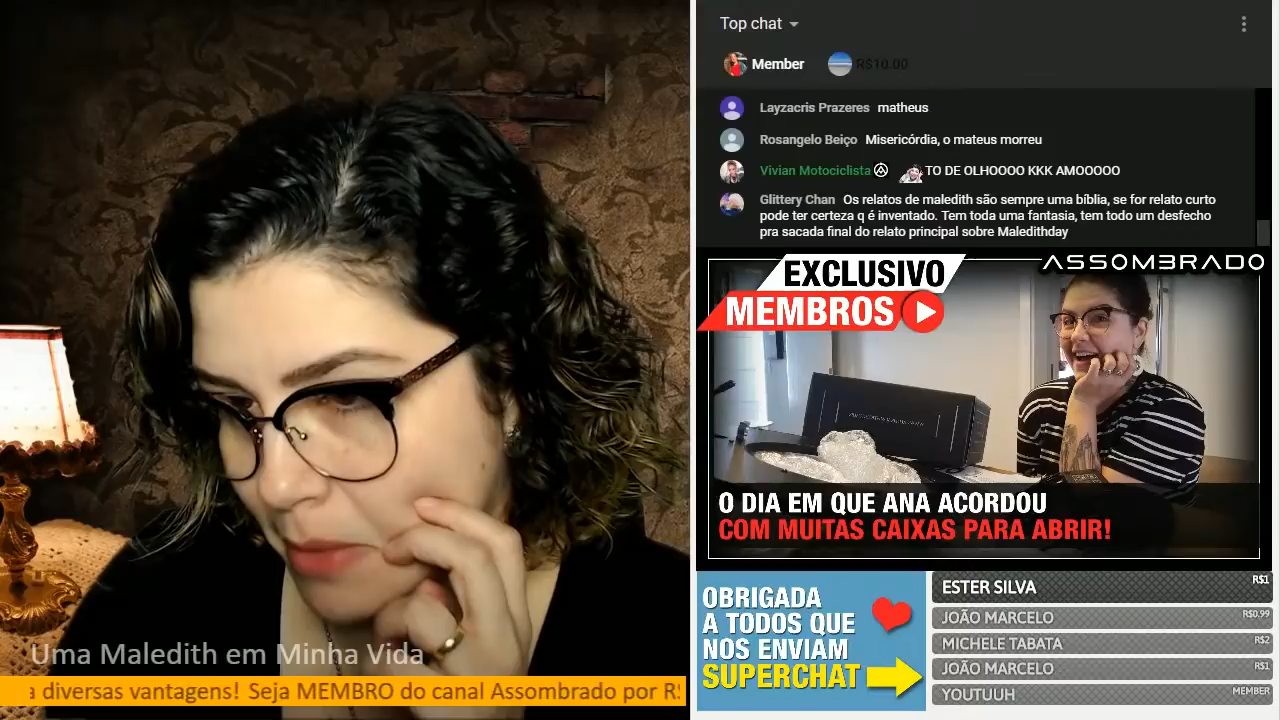 Top chat
Member
R$10.00
Layzacris Prazeres matheus
Rosangelo Beiço Misericórdia, o mateus morreu
Vivian Motociclista TO DE OLHOOOO KKK AMOOOOO
Glittery Chan Os relatos de maledith são sempre uma bíblia, se for relato curto
pode ter certeza q é inventado. Tem toda uma fantasia, tem todo um desfecho
pra sacada final do relato principal sobre Maledithday
ASSOMBRADO
EXCLUSIVO
MEMBROS
O DIA EM QUE ANA ACORDOU
COM MUITAS CAIXAS PARA ABRIR!
OBRIGADA
A TODOS QUE
NOS ENVIAM
SUPERCHAT
ESTER SILVA R$1
JOÃO MARCELO R$0.99
MICHELE TABATA R$2
JOÃO MARCELO R$1
YOUTUUH MEMBER
Uma Maledith em Minha Vida
a diversas vantagens! Seja MEMBRO do canal Assombrado por R$